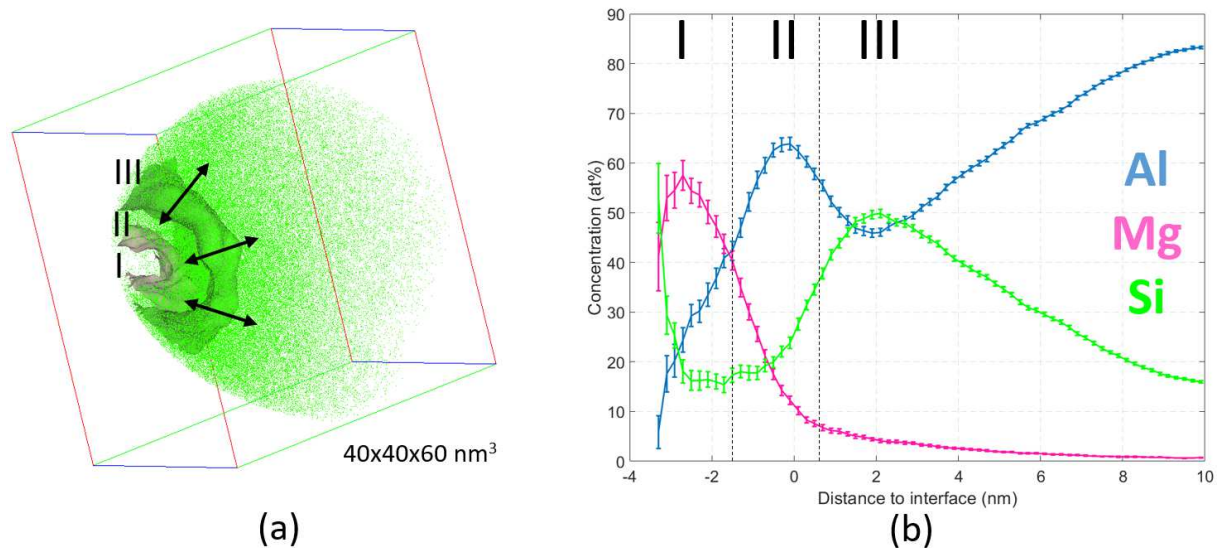 III
II
I
40x40x60 nm³
(a)
90
80
70
60
50
40
30
20
10
0
Concentration (at%)
I II III
Al
Mg
Si
-4 -2 0 2 4 6 8 10
Distance to interface (nm)
(b)